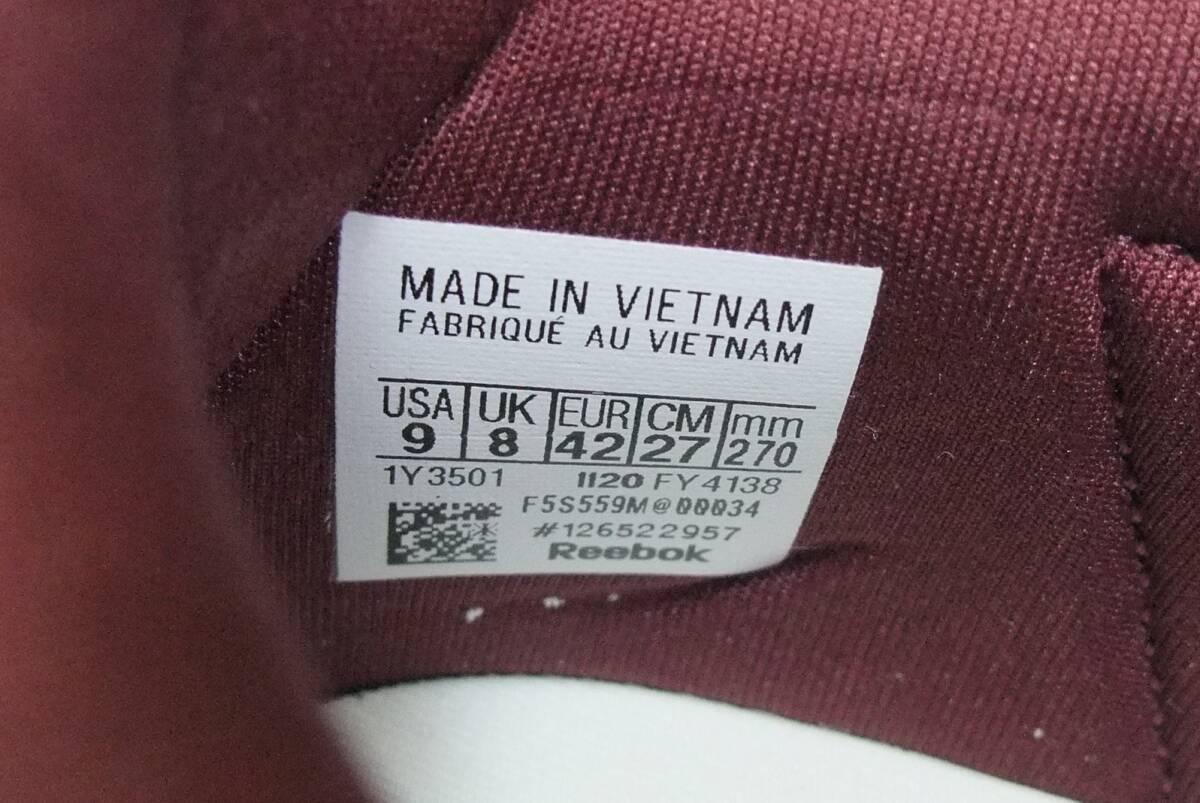 MADE IN VIETNAM
FABRIQUÉ AU VIETNAM
USA UK EUR CM mm
9 8 42 27 270
1Y3501 1120 FY4138
F5S559M@00034
#126522957
Reebok